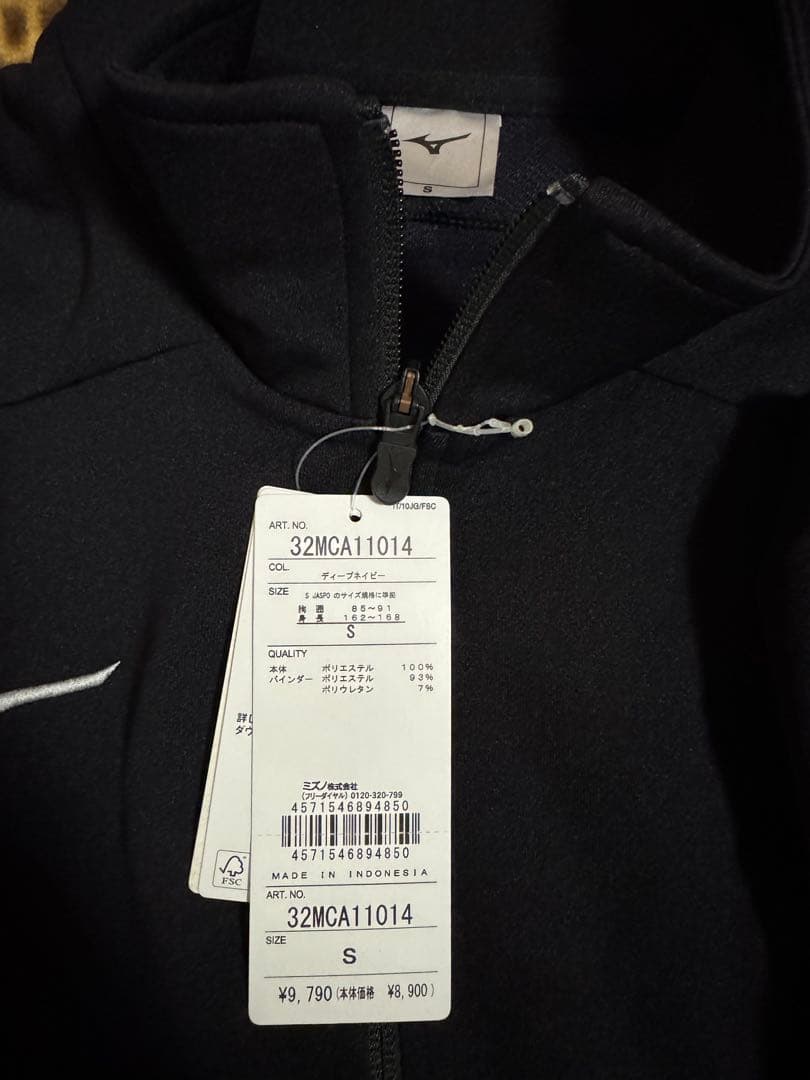 S
IT/10JG/FSC
ART. NO.
32MCA11014
COL.
ディープネイビー
SIZE
S JASPO のサイズ規格に準拠
胸 囲 85〜91
身 長 162〜168
S
QUALITY
本体 ポリエステル 100%
バインダー ポリエステル 93%
ポリウレタン 7%
詳し
ダウ
ミズノ株式会社
(フリーダイヤル) 0120-320-799
4571546894850
4571546894850
FSC
MADE IN INDONESIA
ART. NO.
32MCA11014
SIZE
S
¥9,790 (本体価格 ¥8,900)